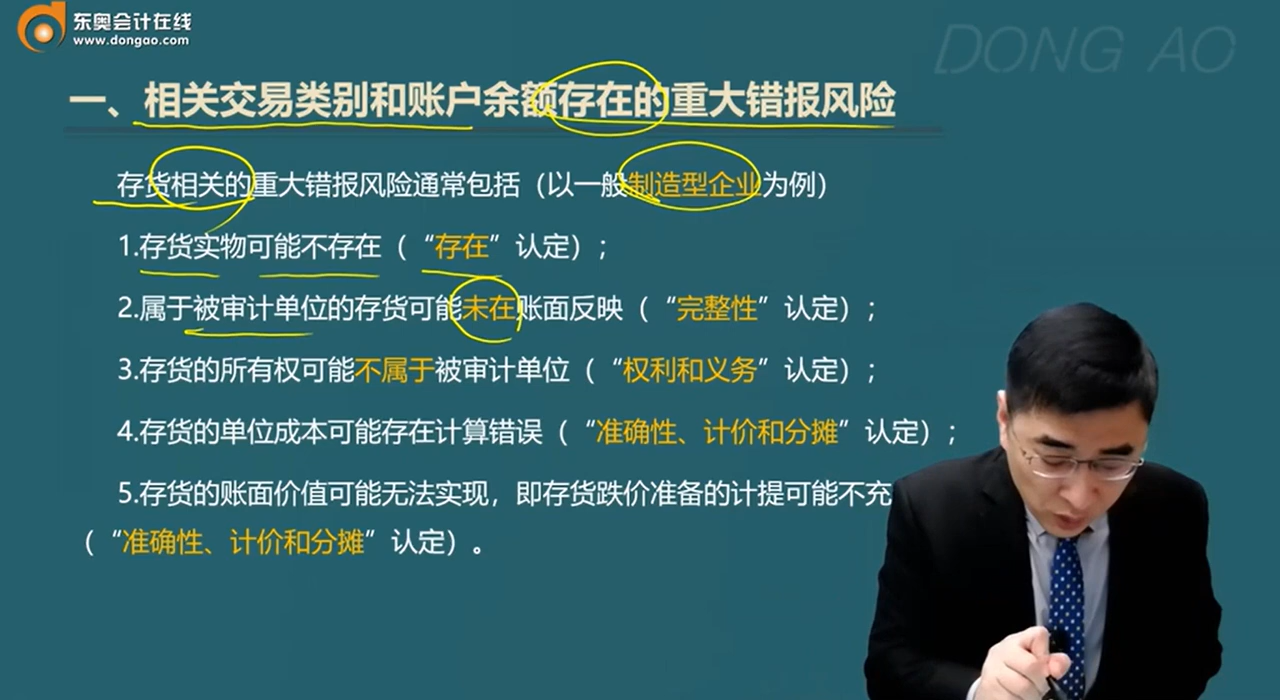 东奥会计在线
www.dongao.com
DONG AO
一、相关交易类别和账户余额存在的重大错报风险
存货相关的重大错报风险通常包括（以一般制造型企业为例）
1.存货实物可能不存在（“存在”认定）；
2.属于被审计单位的存货可能未在账面反映（“完整性”认定）；
3.存货的所有权可能不属于被审计单位（“权利和义务”认定）；
4.存货的单位成本可能存在计算错误（“准确性、计价和分摊”认定）；
5.存货的账面价值可能无法实现，即存货跌价准备的计提可能不充
（“准确性、计价和分摊”认定）。